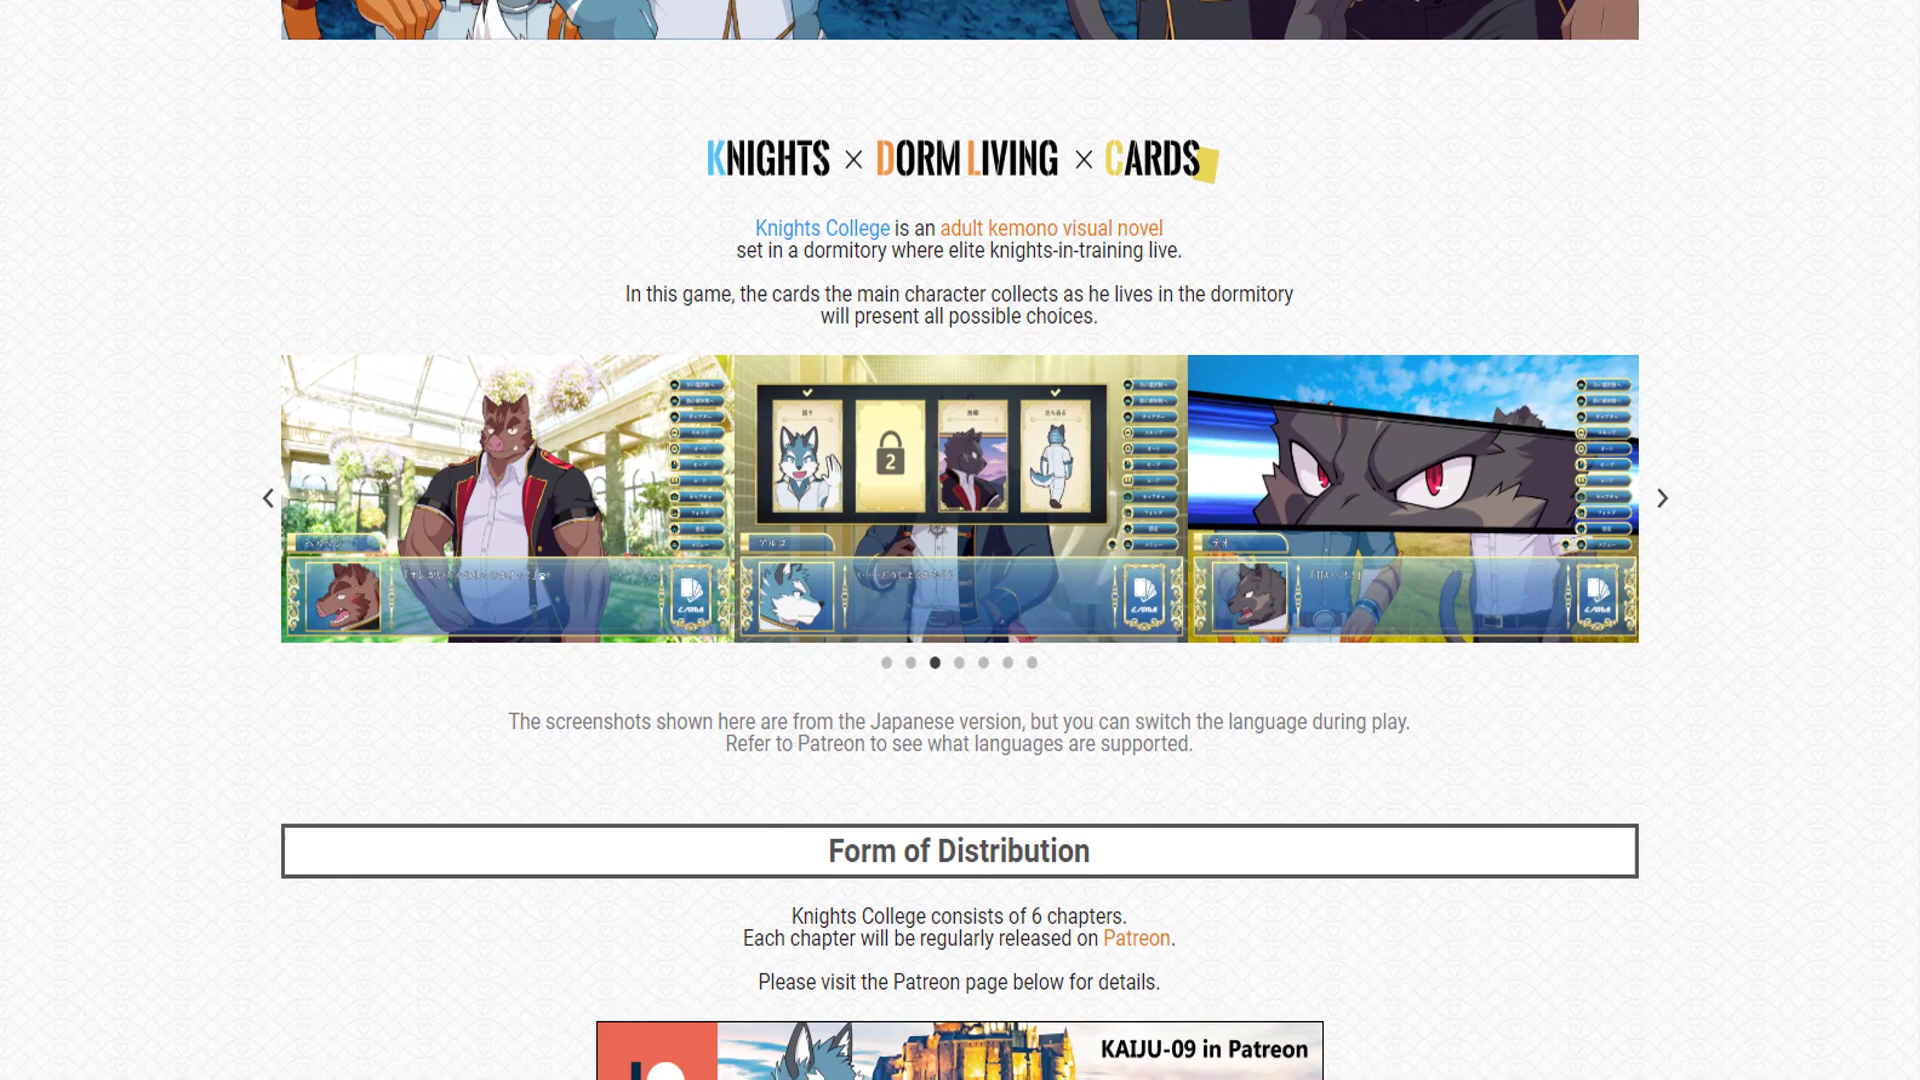 KNIGHTS × DORM LIVING × CARDS
Knights College is an adult kemono visual novel
set in a dormitory where elite knights-in-training live.
In this game, the cards the main character collects as he lives in the dormitory
will present all possible choices.
2
The screenshots shown here are from the Japanese version, but you can switch the language during play.
Refer to Patreon to see what languages are supported.
Form of Distribution
Knights College consists of 6 chapters.
Each chapter will be regularly released on Patreon.
Please visit the Patreon page below for details.
KAIJU-09 in Patreon